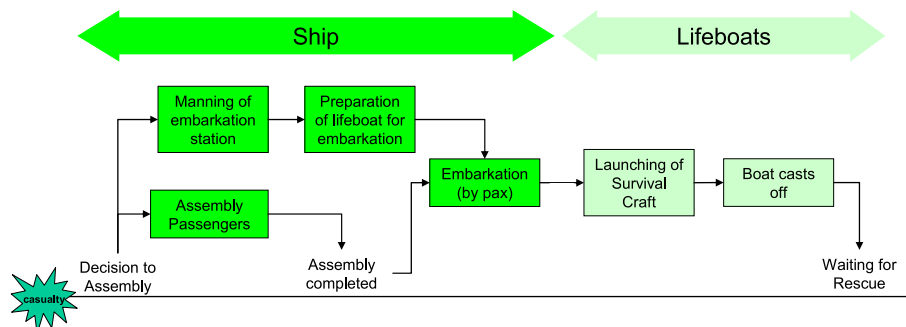 Ship
Lifeboats
Manning of
embarkation
station
Preparation
of lifeboat for
embarkation
Embarkation
(by pax)
Launching of
Survival
Craft
Boat casts
off
Assembly
Passengers
Decision to
Assembly
Assembly
completed
Waiting for
Rescue
casualty